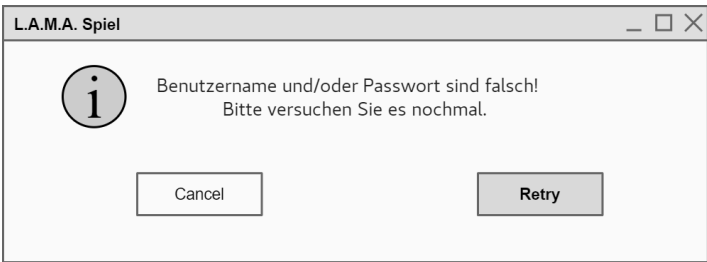 L.A.M.A. Spiel
i
Benutzername und/oder Passwort sind falsch!
Bitte versuchen Sie es nochmal.
Cancel
Retry